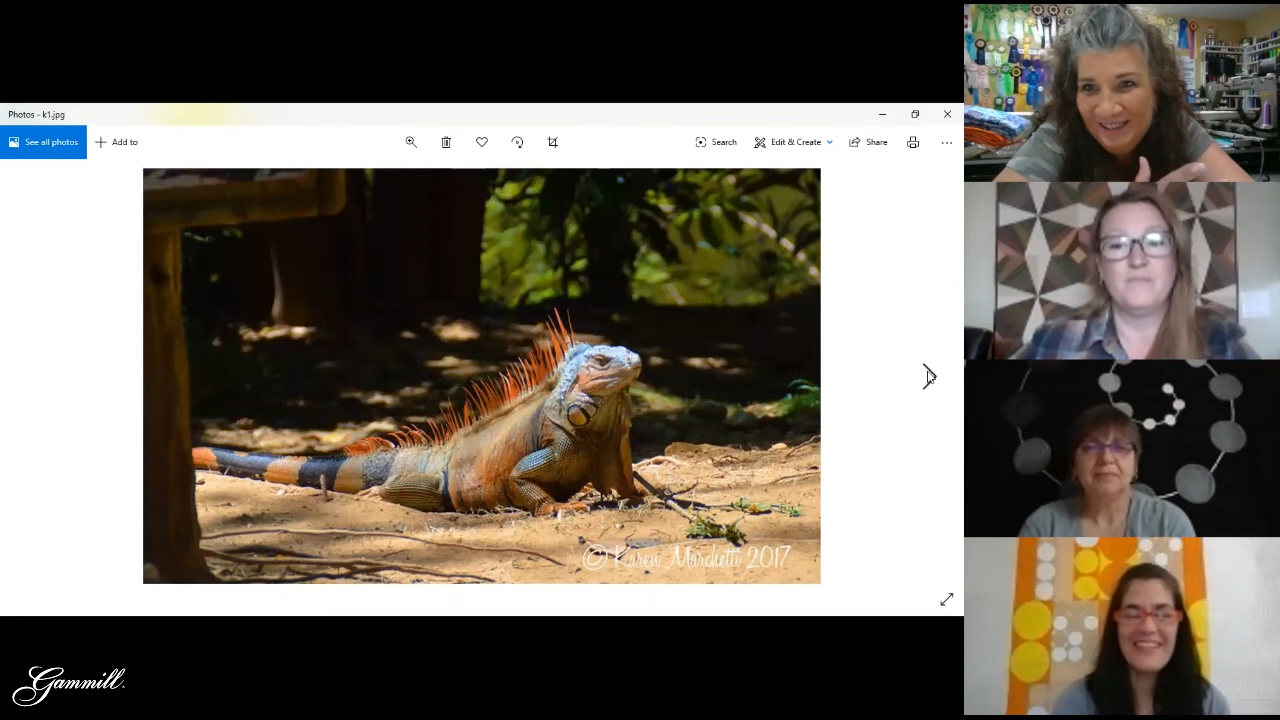 Photos - k1.jpg
See all photos
Add to
Search
Edit & Create
Share
© Karen Marchetti 2017
Gammill